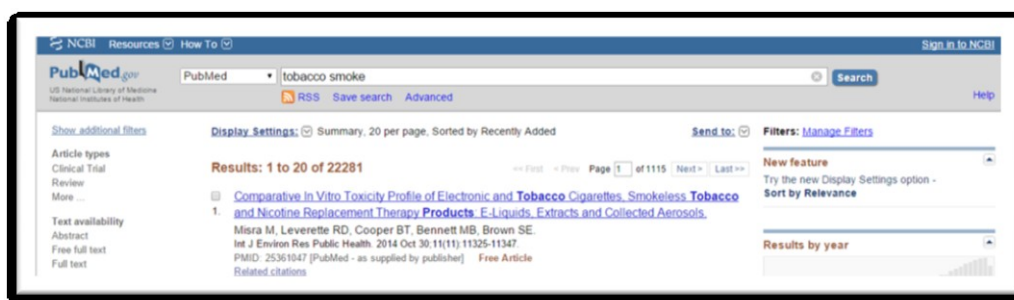 NCBI Resources How To Sign in to NCBI
PubMed.gov
US National Library of Medicine
National Institutes of Health
PubMed tobacco smoke Search
RSS Save search Advanced Help
Show additional filters
Article types
Clinical Trial
Review
More ...
Text availability
Abstract
Free full text
Full text
Display Settings: Summary, 20 per page, Sorted by Recently Added Send to:
Results: 1 to 20 of 22281 << First < Prev Page 1 of 1115 Next > Last >>
1. Comparative In Vitro Toxicity Profile of Electronic and Tobacco Cigarettes, Smokeless Tobacco
and Nicotine Replacement Therapy Products: E-Liquids, Extracts and Collected Aerosols.
Misra M, Leverette RD, Cooper BT, Bennett MB, Brown SE.
Int J Environ Res Public Health. 2014 Oct 30;11(11):11325-11347.
PMID: 25361047 [PubMed - as supplied by publisher] Free Article
Related citations
Filters: Manage Filters
New feature
Try the new Display Settings option -
Sort by Relevance
Results by year